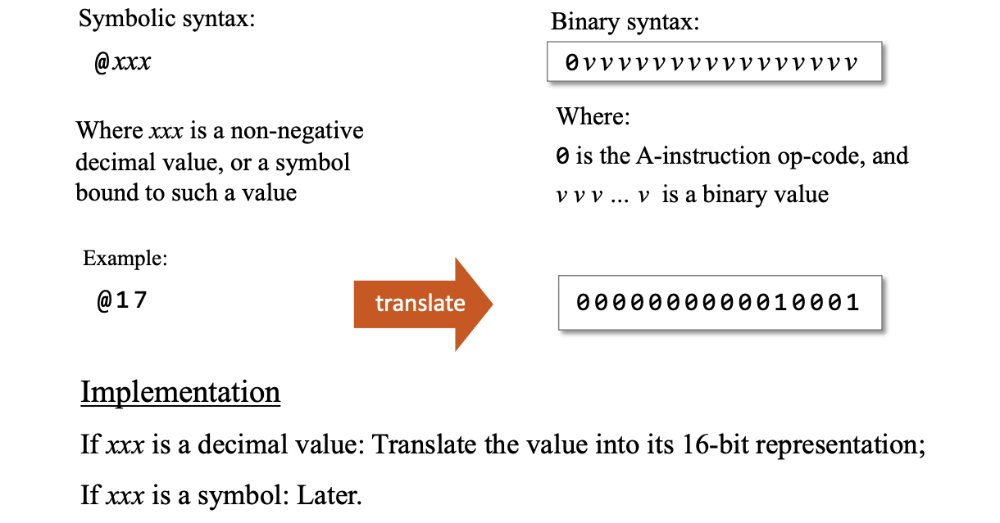 Symbolic syntax:
@xxx
Where xxx is a non-negative
decimal value, or a symbol
bound to such a value
Binary syntax:
0 v v v v v v v v v v v v v v v v
Where:
0 is the A-instruction op-code, and
v v v ... v is a binary value
Example:
@17
translate
0000000000010001
Implementation
If xxx is a decimal value: Translate the value into its 16-bit representation;
If xxx is a symbol: Later.